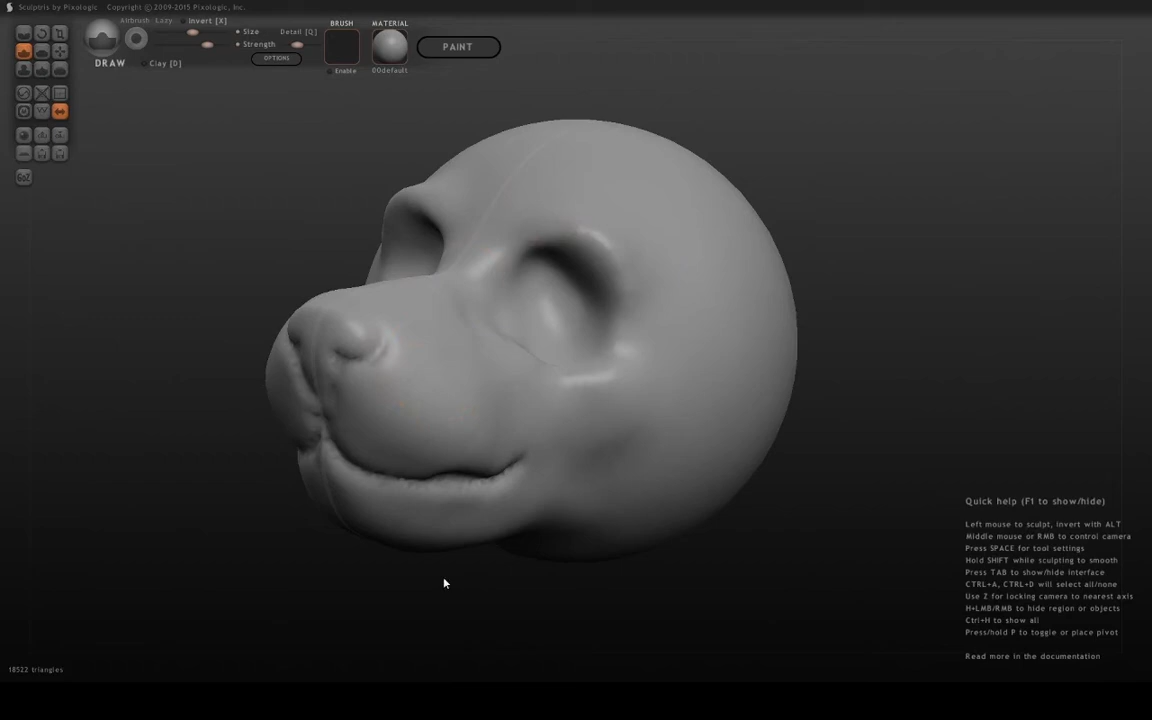 Sculptris by Pixologic Copyright © 2009-2015 Pixologic, Inc.
Airbrush Lazy Invert [X]
Size Detail [Q]
Strength
OPTIONS
DRAW Clay [D]
BRUSH
Enable
MATERIAL
00default
PAINT
GoZ
Quick help (F1 to show/hide)
Left mouse to sculpt, invert with ALT
Middle mouse or RMB to control camera
Press SPACE for tool settings
Hold SHIFT while sculpting to smooth
Press TAB to show/hide interface
CTRL+A, CTRL+D will select all/none
Use Z for locking camera to nearest axis
H+LMB/RMB to hide region or objects
Ctrl+H to show all
Press/hold P to toggle or place pivot
Read more in the documentation
18522 triangles